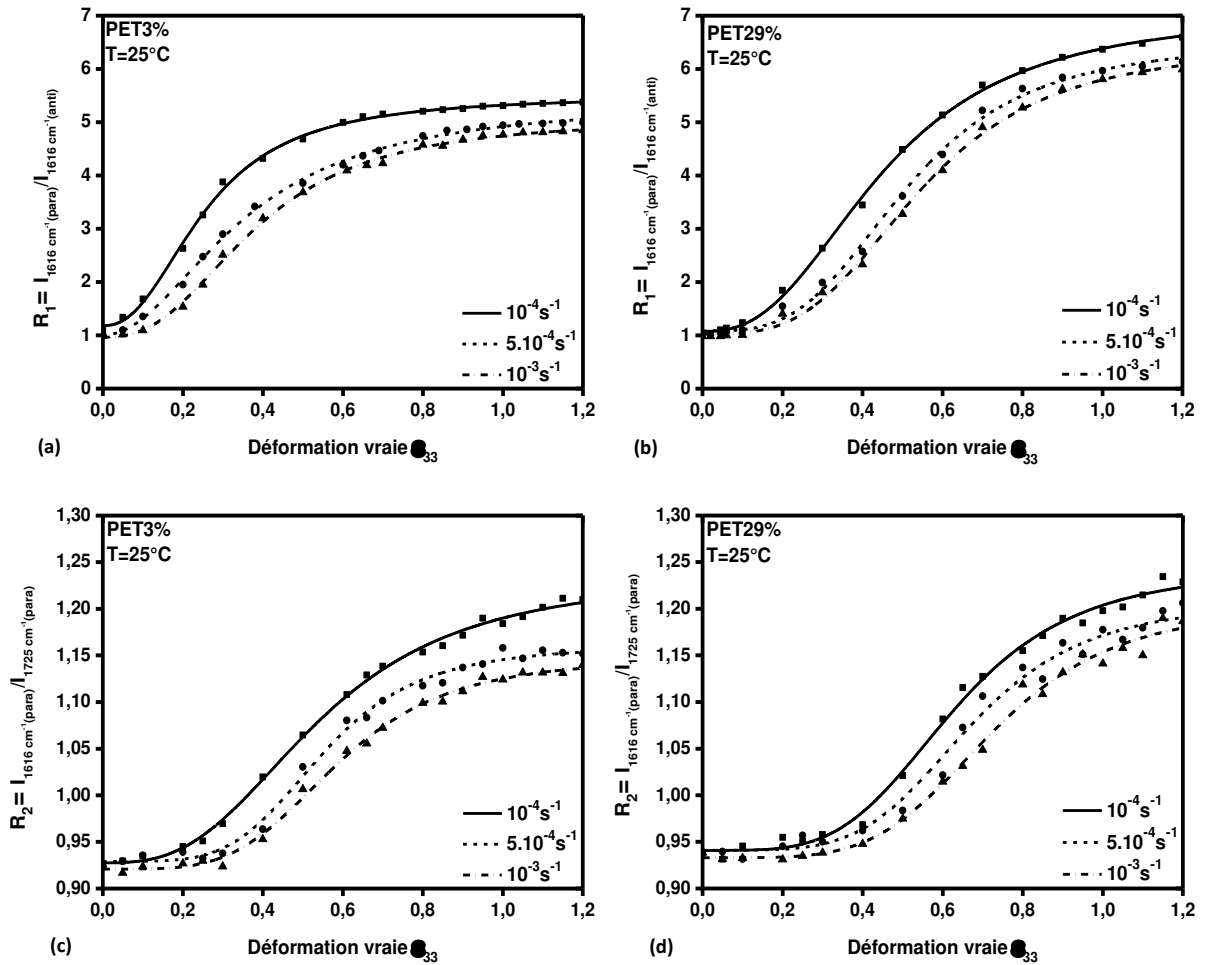 PET3%
T=25°C
R1= I1616 cm-1(para)/I1616 cm-1(anti)
7
6
5
4
3
2
1
0
10-4s-1
5.10-4s-1
10-3s-1
0,0 0,2 0,4 0,6 0,8 1,0 1,2
(a)
Déformation vraie ε33
PET29%
T=25°C
R1= I1616 cm-1(para)/I1616 cm-1(anti)
7
6
5
4
3
2
1
0
10-4s-1
5.10-4s-1
10-3s-1
0,0 0,2 0,4 0,6 0,8 1,0 1,2
(b)
Déformation vraie ε33
PET3%
T=25°C
R2= I1616 cm-1(para)/I1725 cm-1(para)
1,30
1,25
1,20
1,15
1,10
1,05
1,00
0,95
0,90
10-4s-1
5.10-4s-1
10-3s-1
0,0 0,2 0,4 0,6 0,8 1,0 1,2
(c)
Déformation vraie ε33
PET29%
T=25°C
R2= I1616 cm-1(para)/I1725 cm-1(para)
1,30
1,25
1,20
1,15
1,10
1,05
1,00
0,95
0,90
10-4s-1
5.10-4s-1
10-3s-1
0,0 0,2 0,4 0,6 0,8 1,0 1,2
(d)
Déformation vraie ε33